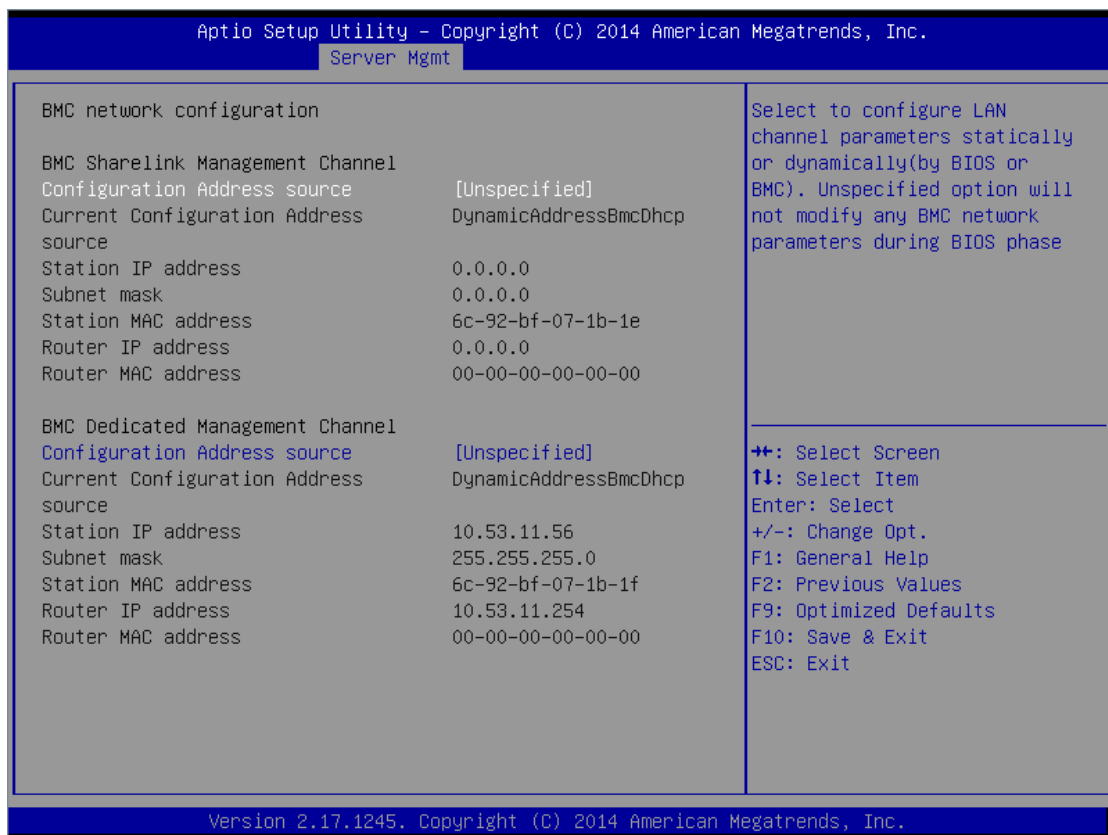 Aptio Setup Utility – Copyright (C) 2014 American Megatrends, Inc.
Server Mgmt
BMC network configuration
BMC Sharelink Management Channel
Configuration Address source [Unspecified]
Current Configuration Address DynamicAddressBmcDhcp
source
Station IP address 0.0.0.0
Subnet mask 0.0.0.0
Station MAC address 6c-92-bf-07-1b-1e
Router IP address 0.0.0.0
Router MAC address 00-00-00-00-00-00
BMC Dedicated Management Channel
Configuration Address source [Unspecified]
Current Configuration Address DynamicAddressBmcDhcp
source
Station IP address 10.53.11.56
Subnet mask 255.255.255.0
Station MAC address 6c-92-bf-07-1b-1f
Router IP address 10.53.11.254
Router MAC address 00-00-00-00-00-00
Select to configure LAN
channel parameters statically
or dynamically(by BIOS or
BMC). Unspecified option will
not modify any BMC network
parameters during BIOS phase
→←: Select Screen
↑↓: Select Item
Enter: Select
+/-: Change Opt.
F1: General Help
F2: Previous Values
F9: Optimized Defaults
F10: Save & Exit
ESC: Exit
Version 2.17.1245. Copyright (C) 2014 American Megatrends, Inc.